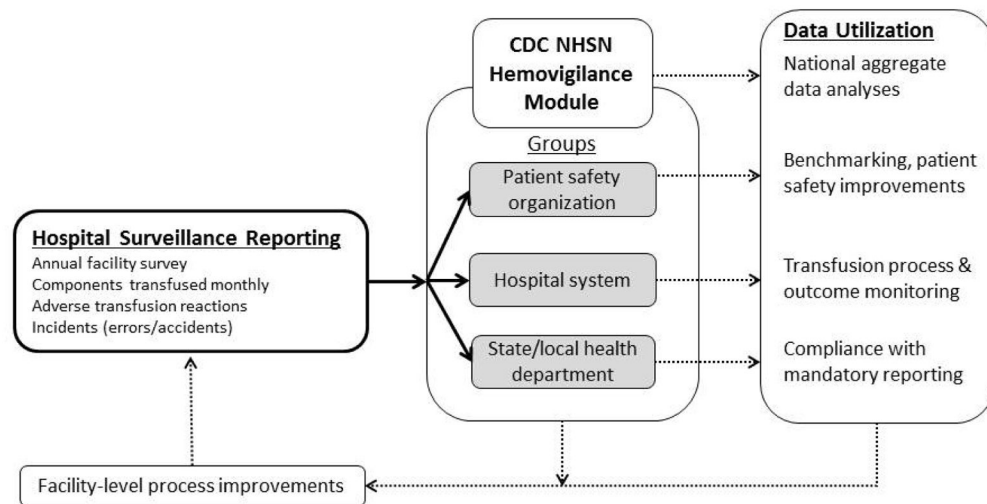 CDC NHSN
Hemovigilance
Module
Groups
Patient safety
organization
Hospital system
State/local health
department
Hospital Surveillance Reporting
Annual facility survey
Components transfused monthly
Adverse transfusion reactions
Incidents (errors/accidents)
Data Utilization
National aggregate
data analyses
Benchmarking, patient
safety improvements
Transfusion process &
outcome monitoring
Compliance with
mandatory reporting
Facility-level process improvements